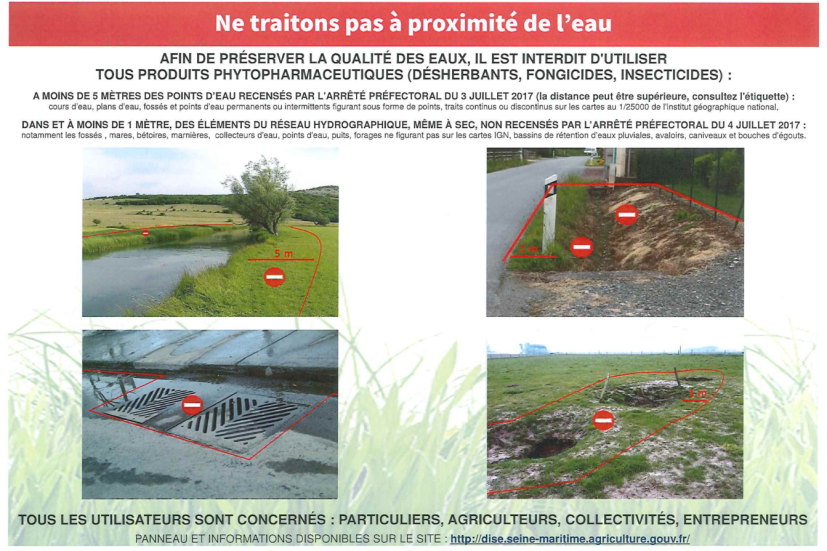 Ne traitons pas à proximité de l'eau
AFIN DE PRÉSERVER LA QUALITÉ DES EAUX, IL EST INTERDIT D'UTILISER
TOUS PRODUITS PHYTOPHARMACEUTIQUES (DÉSHERBANTS, FONGICIDES, INSECTICIDES) :
A MOINS DE 5 MÈTRES DES POINTS D'EAU RECENSÉS PAR L'ARRÊTÉ PRÉFECTORAL DU 3 JUILLET 2017 (la distance peut être supérieure, consultez l'étiquette) :
cours d'eau, plans d'eau, fossés et points d'eau permanents ou intermittents figurant sous forme de points, traits continus ou discontinus sur les cartes au 1/25000 de l'institut géographique national,
DANS ET À MOINS DE 1 MÈTRE, DES ÉLÉMENTS DU RÉSEAU HYDROGRAPHIQUE, MÊME À SEC, NON RECENSÉS PAR L'ARRÊTÉ PRÉFECTORAL DU 4 JUILLET 2017 :
notamment les fossés , mares, bétoires, marnières, collecteurs d'eau, points d'eau, puits, forages ne figurant pas sur les cartes IGN, bassins de rétention d'eaux pluviales, avaloirs, caniveaux et bouches d'égouts.
5 m
TOUS LES UTILISATEURS SONT CONCERNÉS : PARTICULIERS, AGRICULTEURS, COLLECTIVITÉS, ENTREPRENEURS
PANNEAU ET INFORMATIONS DISPONIBLES SUR LE SITE : http://dise.seine-maritime.agriculture.gouv.fr/